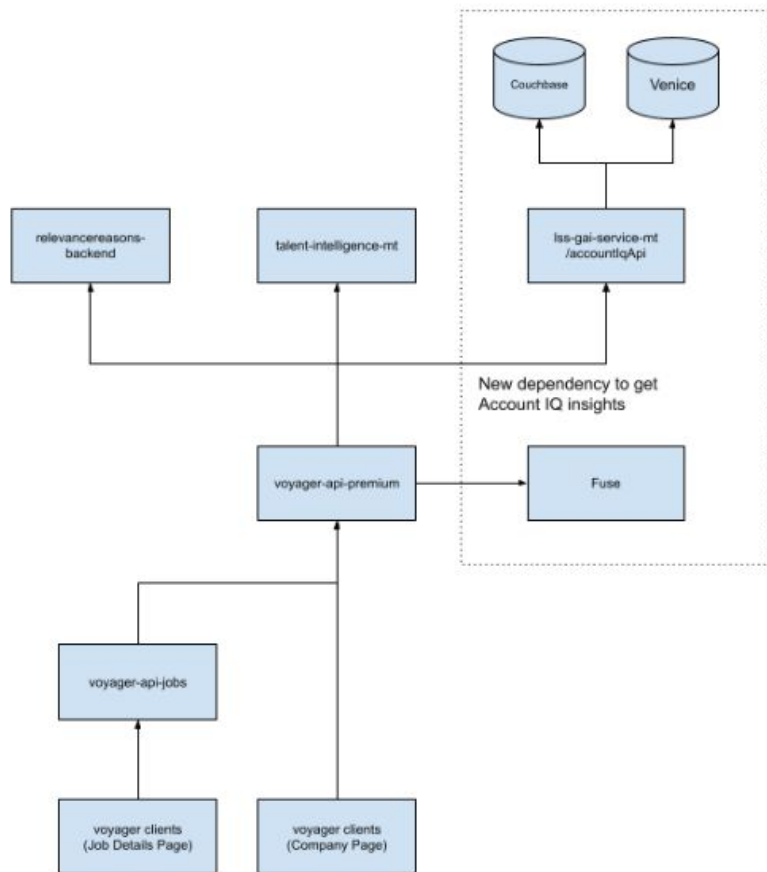 Couchbase
Venice
relevancereasons-
backend
talent-intelligence-mt
lss-gai-service-mt
/accountIqApi
New dependency to get
Account IQ insights
voyager-api-premium
Fuse
voyager-api-jobs
voyager clients
(Job Details Page)
voyager clients
(Company Page)